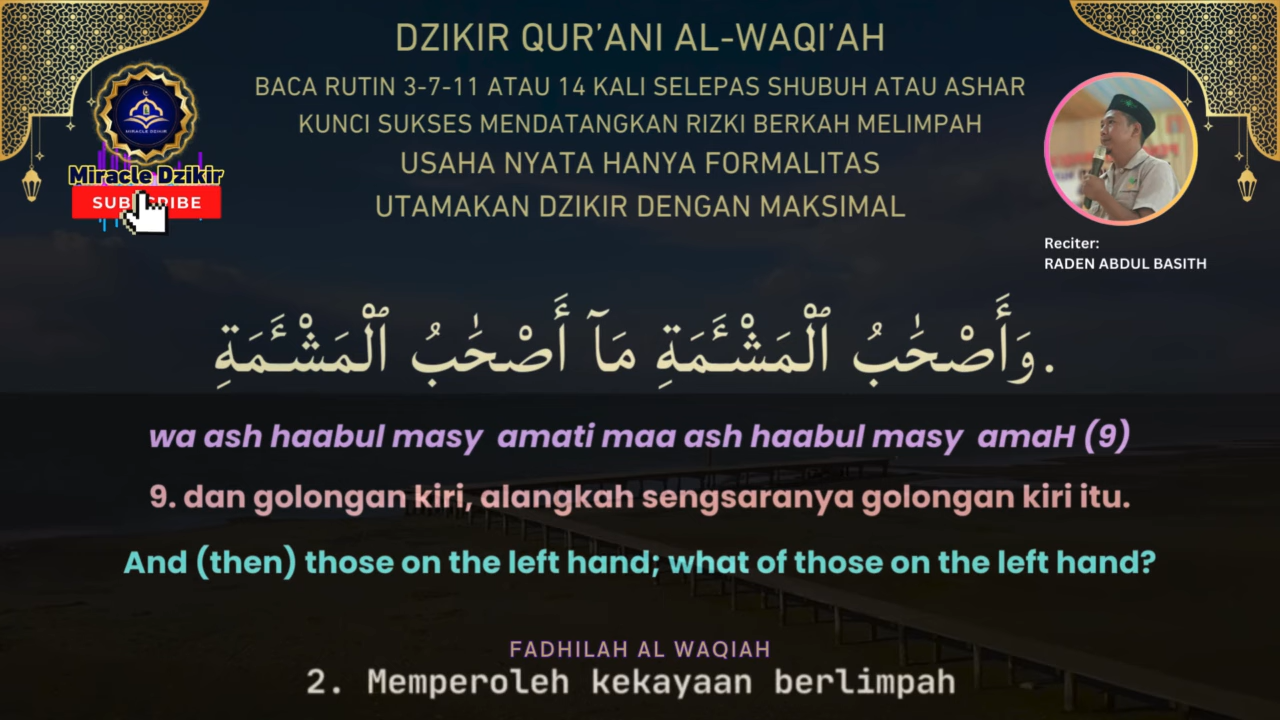 DZIKIR QUR'ANI AL-WAQI'AH
BACA RUTIN 3-7-11 ATAU 14 KALI SELEPAS SHUBUH ATAU ASHAR
KUNCI SUKSES MENDATANGKAN RIZKI BERKAH MELIMPAH
USAHA NYATA HANYA FORMALITAS
UTAMAKAN DZIKIR DENGAN MAKSIMAL
MIRACLE DZIKIR
Miracle Dzikir
SUBSCRIBE
Reciter:
RADEN ABDUL BASITH
وَأَصْحَٰبُ ٱلْمَشْـَٔمَةِ مَآ أَصْحَٰبُ ٱلْمَشْـَٔمَةِ.
wa ash haabul masy  amati maa ash haabul masy  amaH (9)
9. dan golongan kiri, alangkah sengsaranya golongan kiri itu.
And (then) those on the left hand; what of those on the left hand?
FADHILAH AL WAQIAH
2. Memperoleh kekayaan berlimpah